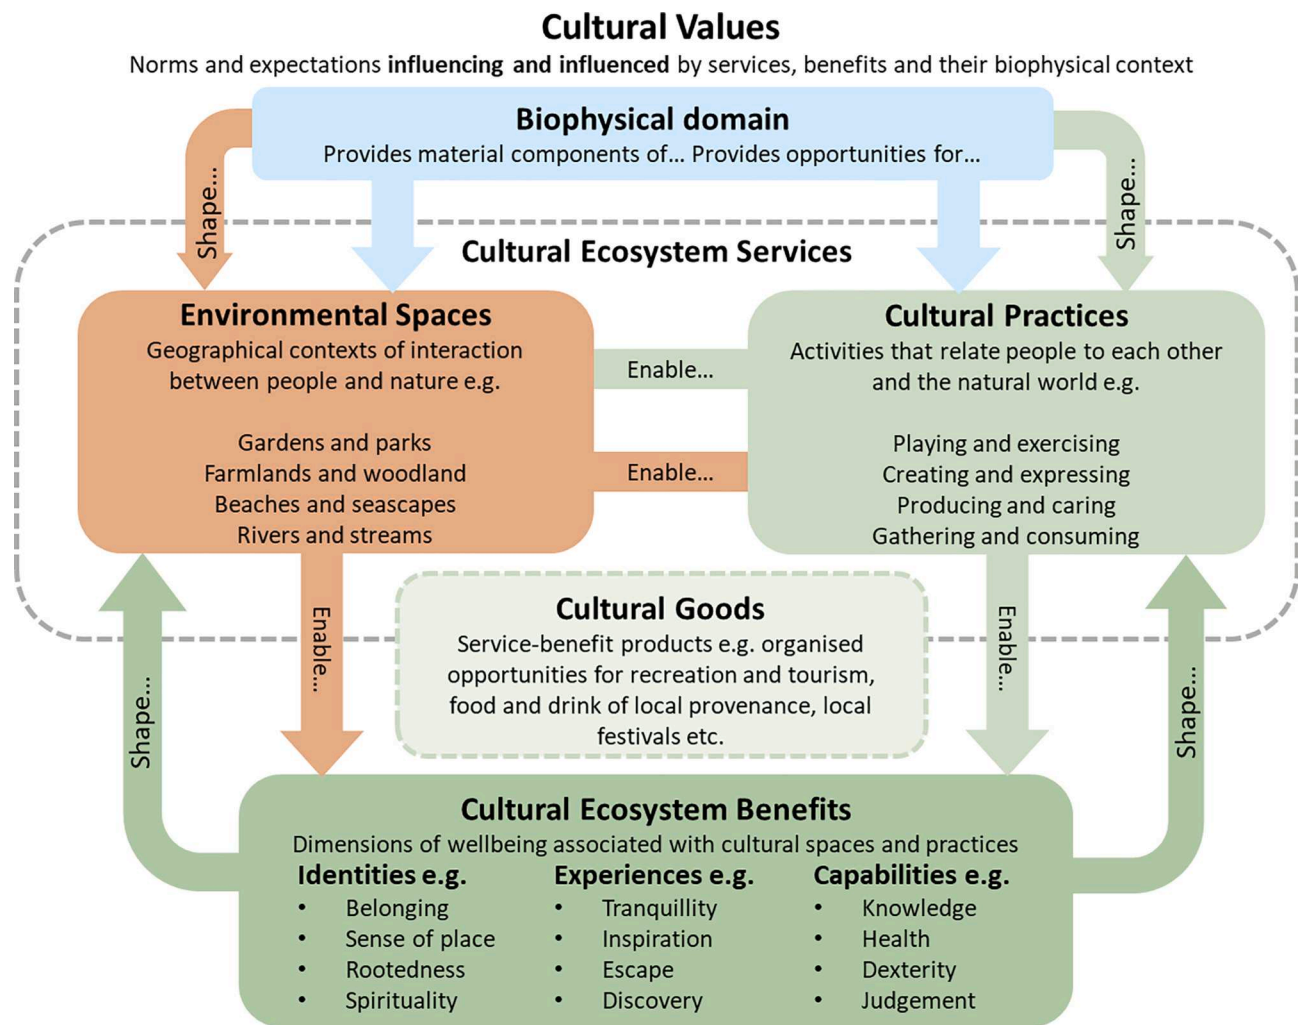 Cultural Values
Norms and expectations influencing and influenced by services, benefits and their biophysical context
Biophysical domain
Provides material components of... Provides opportunities for...
Shape...
Shape...
Cultural Ecosystem Services
Environmental Spaces
Geographical contexts of interaction
between people and nature e.g.
Gardens and parks
Farmlands and woodland
Beaches and seascapes
Rivers and streams
Enable...
Enable...
Cultural Practices
Activities that relate people to each other
and the natural world e.g.
Playing and exercising
Creating and expressing
Producing and caring
Gathering and consuming
Shape...
Enable...
Cultural Goods
Service-benefit products e.g. organised
opportunities for recreation and tourism,
food and drink of local provenance, local
festivals etc.
Enable...
Shape...
Cultural Ecosystem Benefits
Dimensions of wellbeing associated with cultural spaces and practices
Identities e.g.
• Belonging
• Sense of place
• Rootedness
• Spirituality
Experiences e.g.
• Tranquillity
• Inspiration
• Escape
• Discovery
Capabilities e.g.
• Knowledge
• Health
• Dexterity
• Judgement